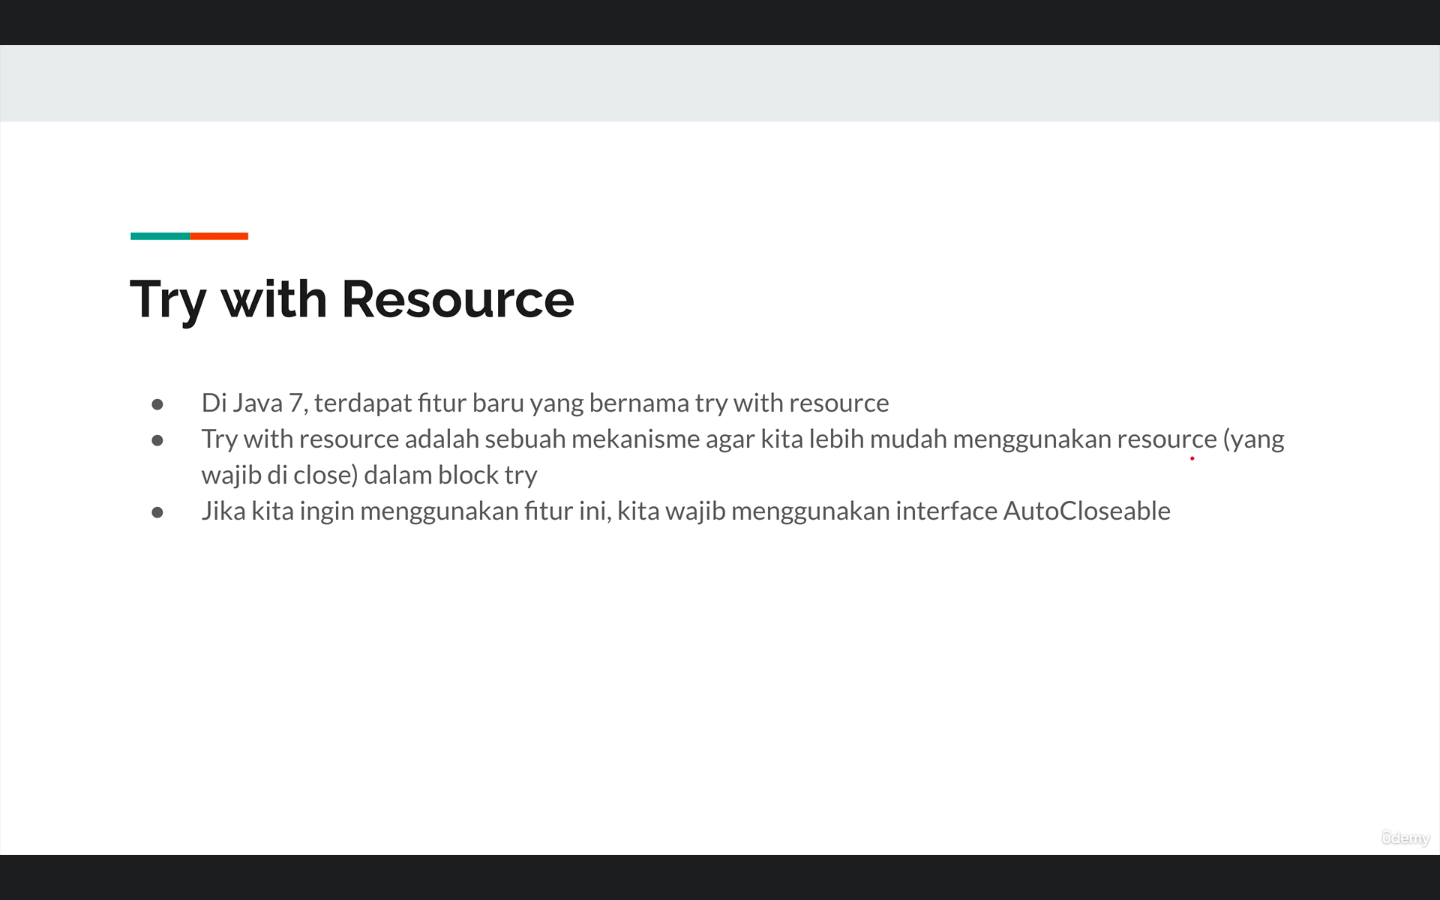 Try with Resource
● Di Java 7, terdapat fitur baru yang bernama try with resource
● Try with resource adalah sebuah mekanisme agar kita lebih mudah menggunakan resource (yang
wajib di close) dalam block try
● Jika kita ingin menggunakan fitur ini, kita wajib menggunakan interface AutoCloseable
ûdemy